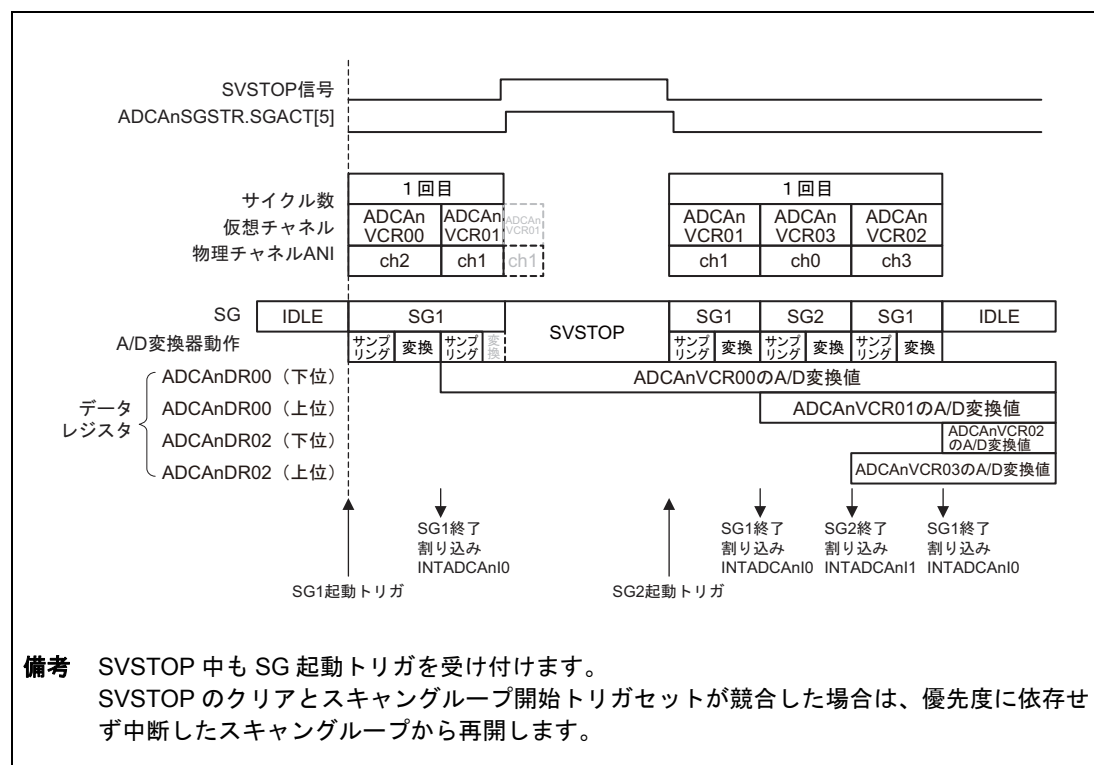 SVSTOP信号
ADCAnSGSTR.SGACT[5]
サイクル数
1回目
1回目
仮想チャネル
ADCAn
VCR00
ADCAn
VCR01
ADCAn
VCR01
ADCAn
VCR01
ADCAn
VCR03
ADCAn
VCR02
物理チャネルANI
ch2
ch1
ch1
ch1
ch0
ch3
SG
IDLE
SG1
SVSTOP
SG1
SG2
SG1
IDLE
A/D変換器動作
サンプ
リング
変換
サンプ
リング
変
換
サンプ
リング
変換
サンプ
リング
変換
サンプ
リング
変換
データ
レジスタ
ADCAnDR00(下位)
ADCAnVCR00のA/D変換値
ADCAnDR00(上位)
ADCAnVCR01のA/D変換値
ADCAnDR02(下位)
ADCAnVCR02
のA/D変換値
ADCAnDR02(上位)
ADCAnVCR03のA/D変換値
SG1起動トリガ
SG1終了
割り込み
INTADCAnI0
SG2起動トリガ
SG1終了
割り込み
INTADCAnI0
SG2終了
割り込み
INTADCAnI1
SG1終了
割り込み
INTADCAnI0
備考 SVSTOP 中も SG 起動トリガを受け付けます。
SVSTOP のクリアとスキャングループ開始トリガセットが競合した場合は、優先度に依存せ
ず中断したスキャングループから再開します。